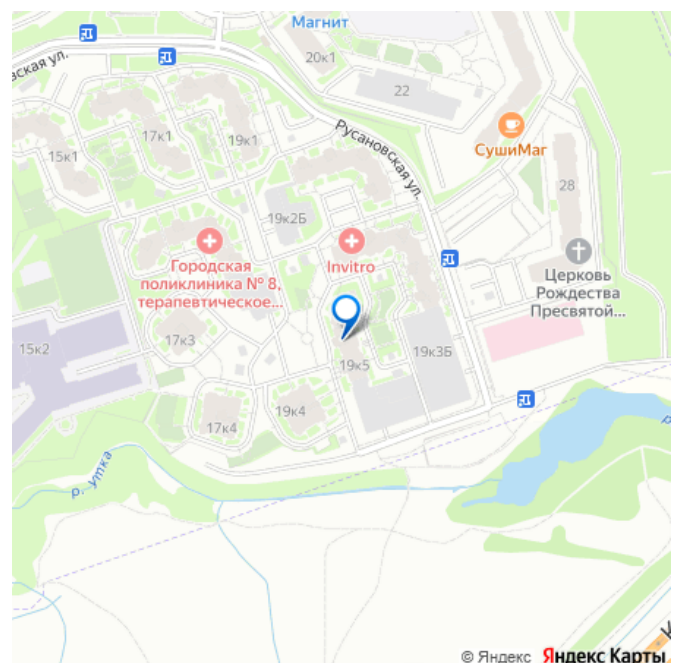 Магнит
20к1
вская ул.
22
17к1
19к1
15к1
Русановская ул.
СушиМаг
28
19к2Б
Городская
поликлиника № 8,
терапевтическое...
Invitro
Церковь
Рождества
Пресвятой...
17к3
15к2
19к5
19к3Б
17к4
19к4
р. Утка
© Яндекс Яндекс Карты